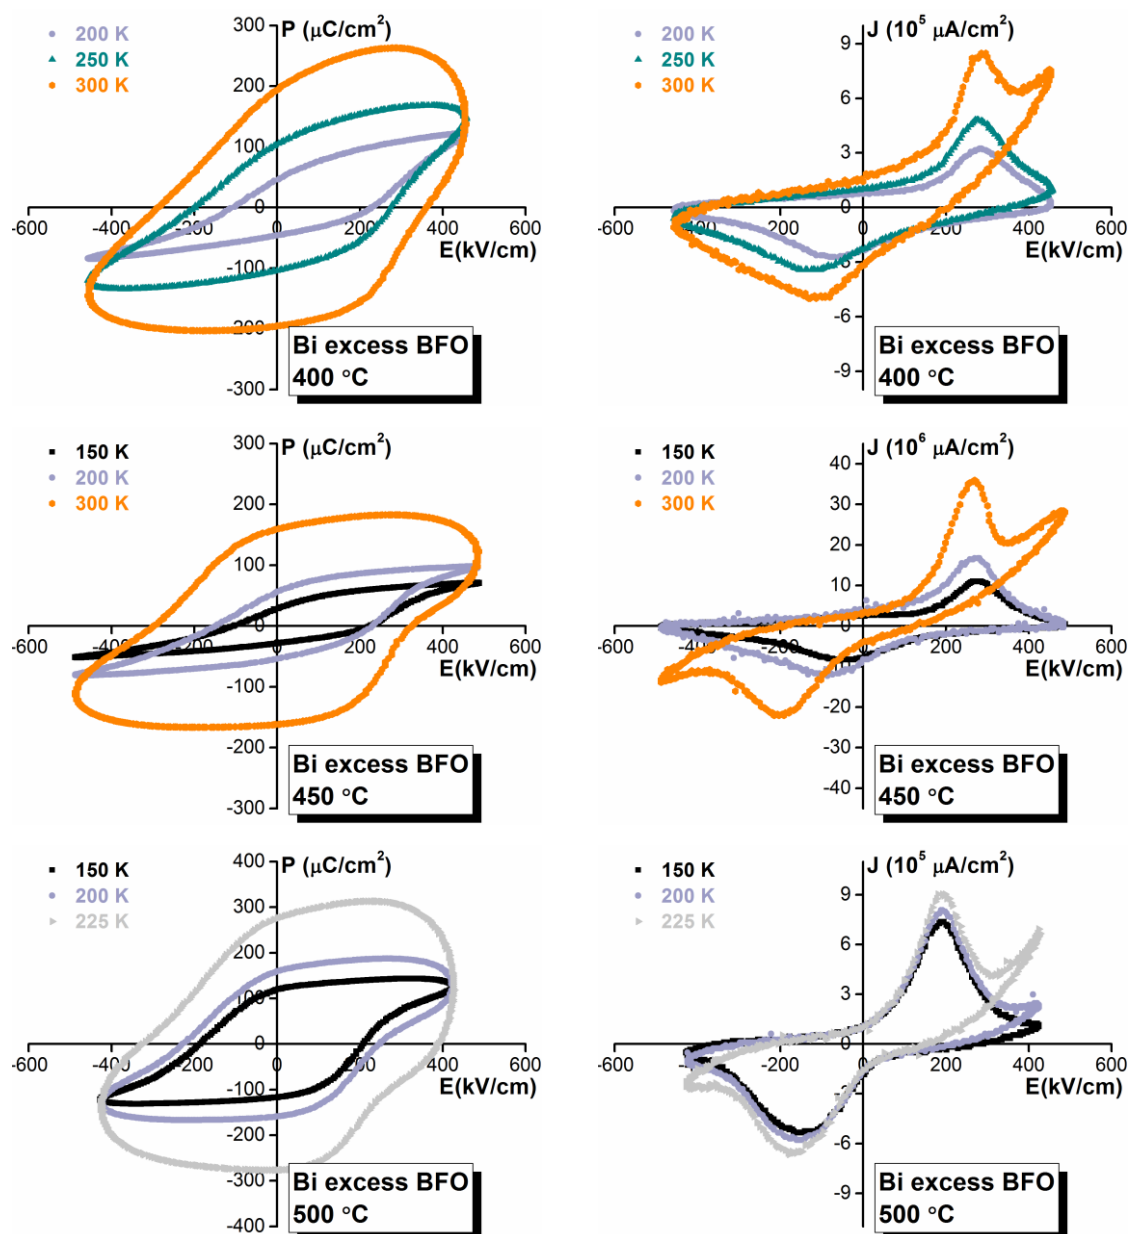 200 K
250 K
300 K
P (μC/cm²)
300
200
100
0
-100
200
-300
-600
-400
-200
200
400
600
E(kV/cm)
Bi excess BFO
400 °C
200 K
250 K
300 K
J (10⁵ μA/cm²)
9
6
3
0
-3
-6
-9
-600
-400
-200
200
400
600
E(kV/cm)
Bi excess BFO
400 °C
150 K
200 K
300 K
P (μC/cm²)
300
200
100
0
-100
-200
-300
-600
-400
-200
200
400
600
E(kV/cm)
Bi excess BFO
450 °C
150 K
200 K
300 K
J (10⁶ μA/cm²)
40
30
20
10
0
-10
-20
-30
-40
-600
-400
-200
200
400
600
E(kV/cm)
Bi excess BFO
450 °C
150 K
200 K
225 K
P (μC/cm²)
400
300
200
100
0
-100
-200
-300
-400
-600
-400
-200
200
400
600
E(kV/cm)
Bi excess BFO
500 °C
150 K
200 K
225 K
J (10⁵ μA/cm²)
9
6
3
0
-3
-6
-9
-600
-400
-200
200
400
600
E(kV/cm)
Bi excess BFO
500 °C